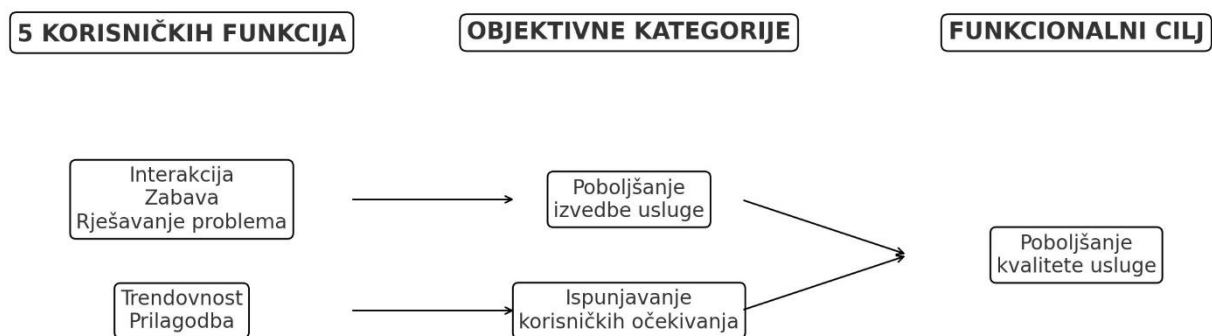 5 KORISNIČKIH FUNKCIJA
OBJEKTIVNE KATEGORIJE
FUNKCIONALNI CILJ
Interakcija
Zabava
Rješavanje problema
Poboljšanje
izvedbe usluge
Poboljšanje
kvalitete usluge
Trendovnost
Prilagodba
Ispunjavanje
korisničkih očekivanja